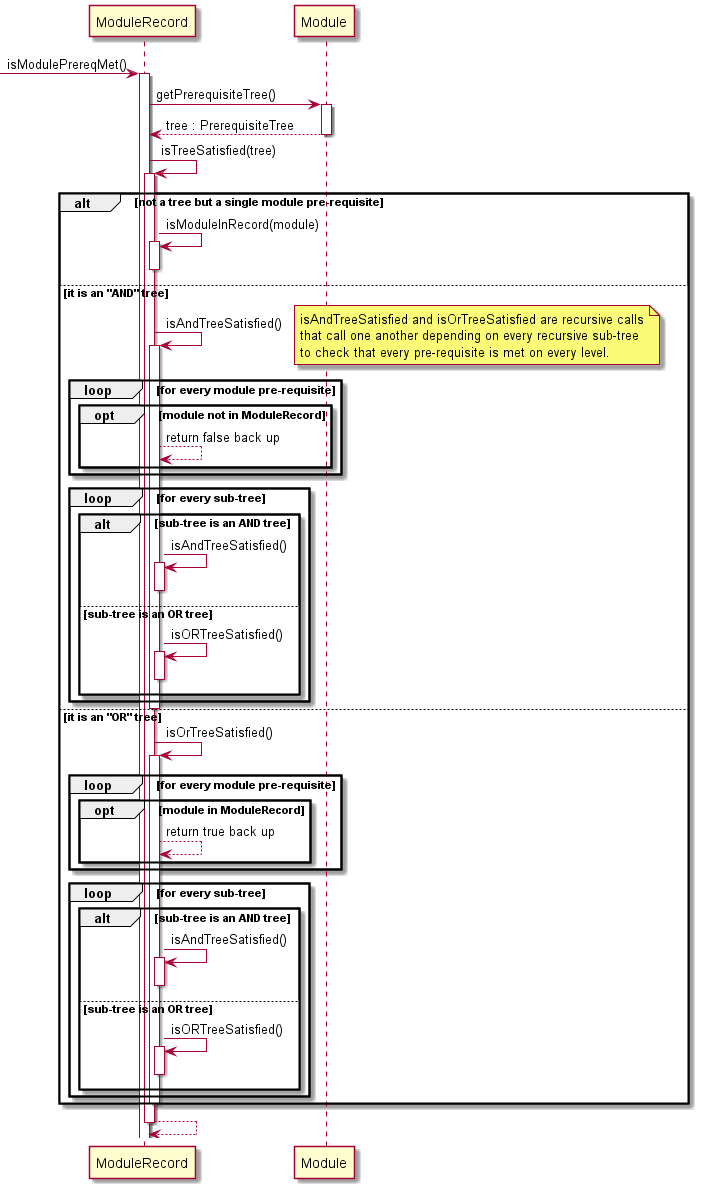 ModuleRecord
Module
isModulePrereqMet()
getPrerequisiteTree()
tree : PrerequisiteTree
isTreeSatisfied(tree)
alt
[not a tree but a single module pre-requisite]
isModuleInRecord(module)
[it is an "AND" tree]
isAndTreeSatisfied()
isAndTreeSatisfied and isOrTreeSatisfied are recursive calls
that call one another depending on every recursive sub-tree
to check that every pre-requisite is met on every level.
loop
[for every module pre-requisite]
opt
[module not in ModuleRecord]
return false back up
loop
[for every sub-tree]
alt
[sub-tree is an AND tree]
isAndTreeSatisfied()
[sub-tree is an OR tree]
isORTreeSatisfied()
[it is an "OR" tree]
isOrTreeSatisfied()
loop
[for every module pre-requisite]
opt
[module in ModuleRecord]
return true back up
loop
[for every sub-tree]
alt
[sub-tree is an AND tree]
isAndTreeSatisfied()
[sub-tree is an OR tree]
isORTreeSatisfied()
ModuleRecord
Module